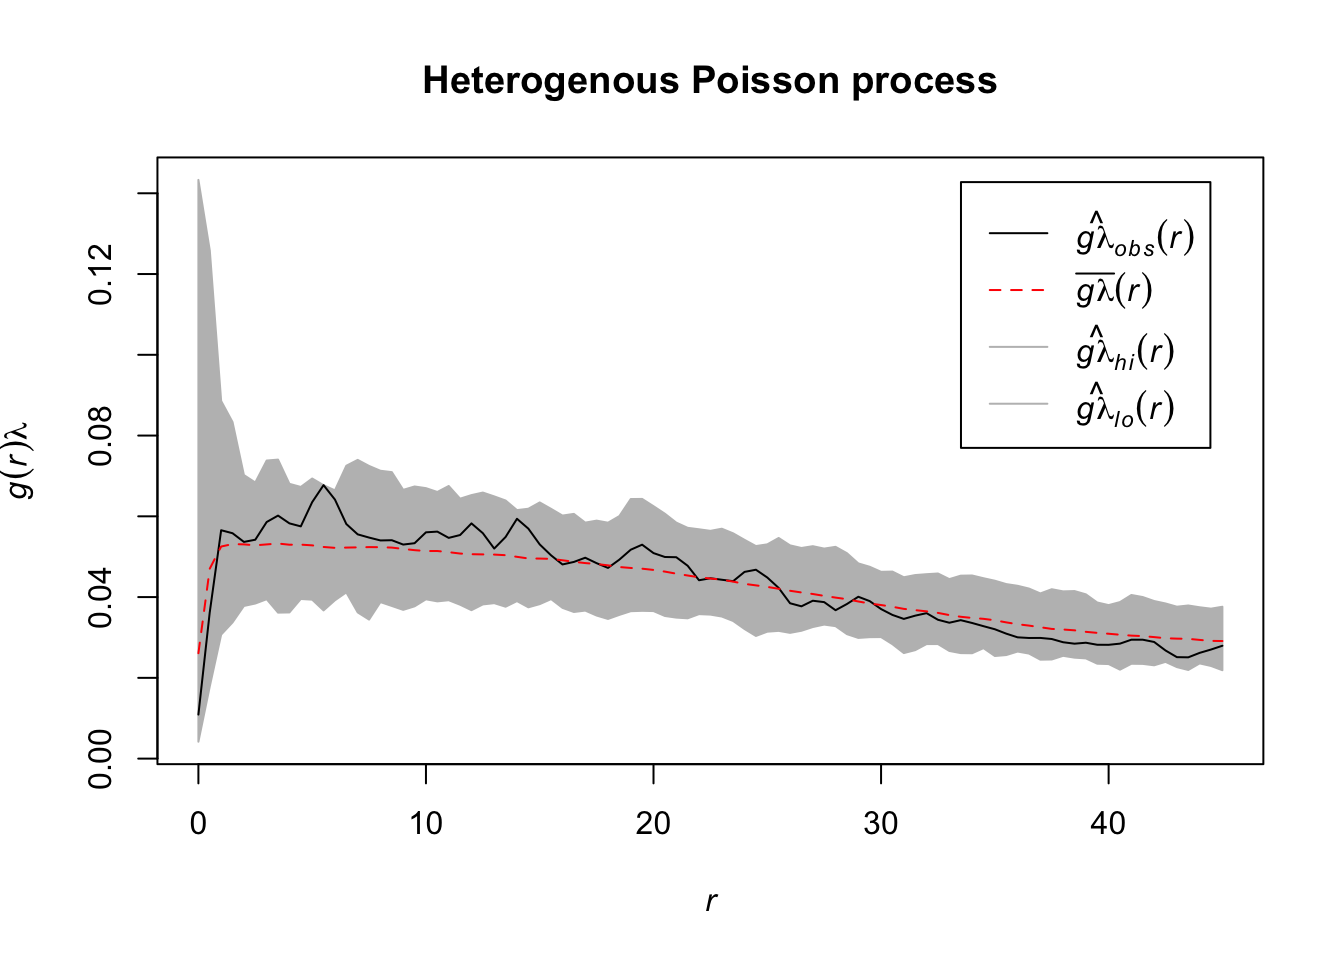 Heterogenous Poisson process
g(r)λ
0.00
0.04
0.08
0.12
ĝλ_obs(r)
g̅λ̅(r)
ĝλ_hi(r)
ĝλ_lo(r)
0 10 20 30 40
r